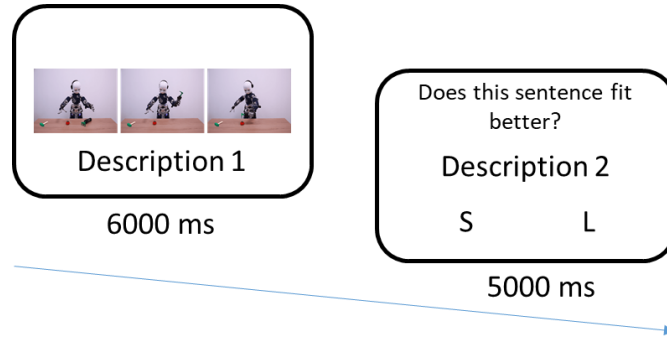 Description 1
6000 ms
Does this sentence fit
better?
Description 2
S L
5000 ms